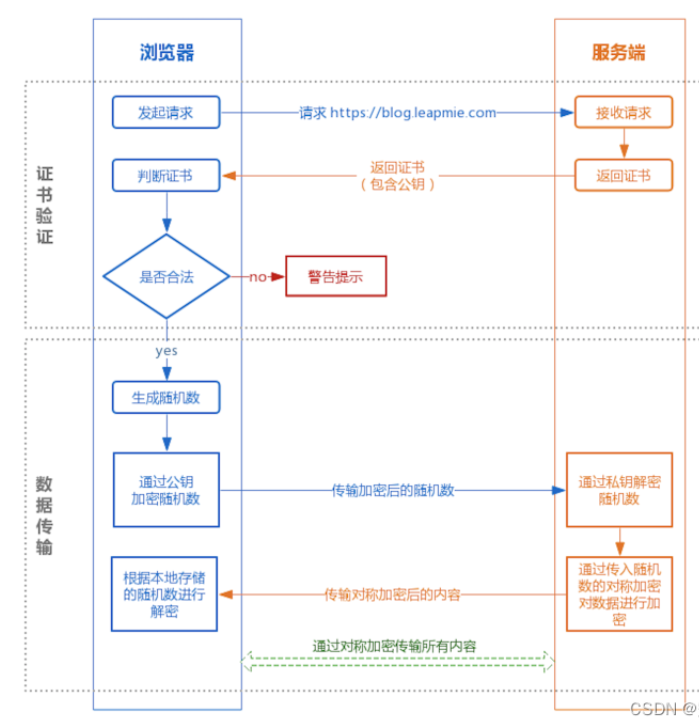 浏览器
服务端
证
书
验
证
发起请求
请求 https://blog.leapmie.com
接收请求
判断证书
返回证书
（包含公钥）
返回证书
是否合法
no
警告提示
yes
数
据
传
输
生成随机数
通过公钥
加密随机数
传输加密后的随机数
通过私钥解密
随机数
根据本地存储
的随机数进行
解密
传输对称加密后的内容
通过传入随机
数的对称加密
对数据进行加
密
通过对称加密传输所有内容
CSDN @